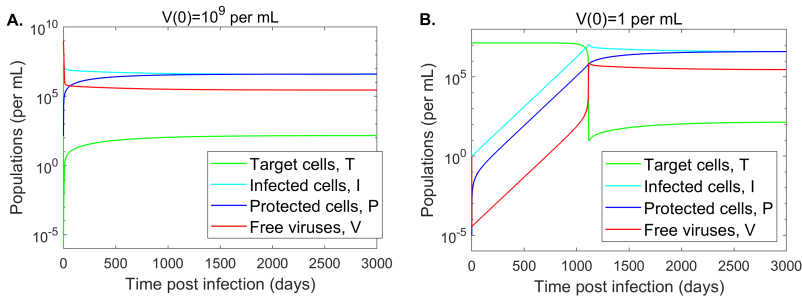 A.
V(0)=10⁹ per mL
Populations (per mL)
10¹⁰
10⁵
10⁰
10⁻⁵
Target cells, T
Infected cells, I
Protected cells, P
Free viruses, V
0 500 1000 1500 2000 2500 3000
Time post infection (days)
B.
V(0)=1 per mL
Populations (per mL)
10⁵
10⁰
10⁻⁵
Target cells, T
Infected cells, I
Protected cells, P
Free viruses, V
0 500 1000 1500 2000 2500 3000
Time post infection (days)